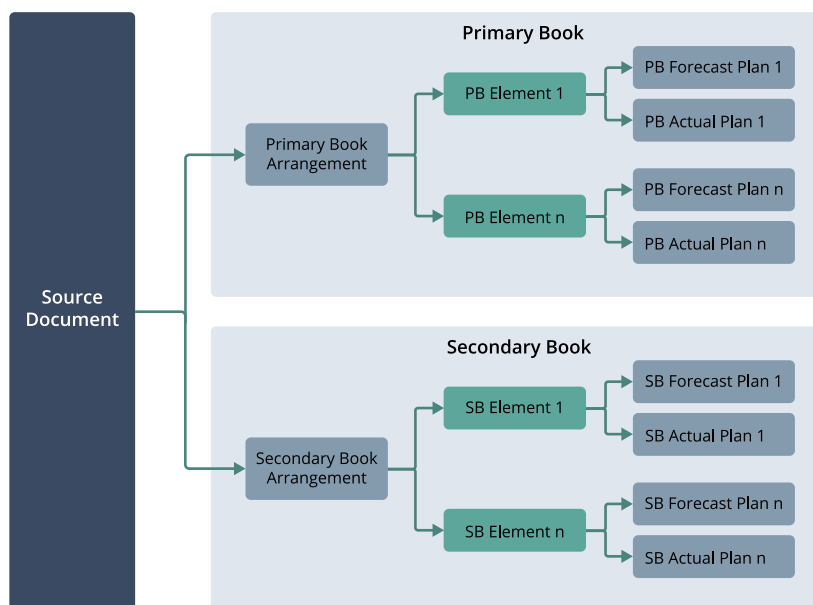 Source
Document
Primary Book
Primary Book
Arrangement
PB Element 1
PB Forecast Plan 1
PB Actual Plan 1
PB Element n
PB Forecast Plan n
PB Actual Plan n
Secondary Book
Secondary Book
Arrangement
SB Element 1
SB Forecast Plan 1
SB Actual Plan 1
SB Element n
SB Forecast Plan n
SB Actual Plan n